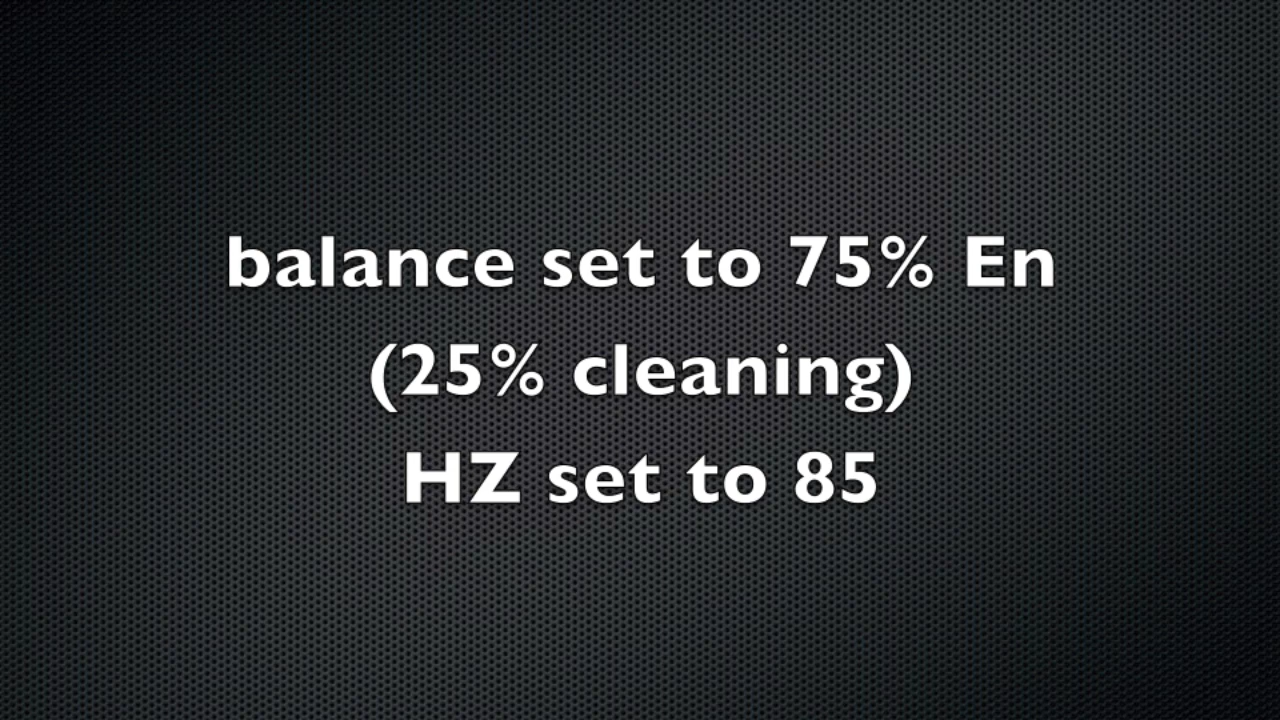 balance set to 75% En
(25% cleaning)
HZ set to 85